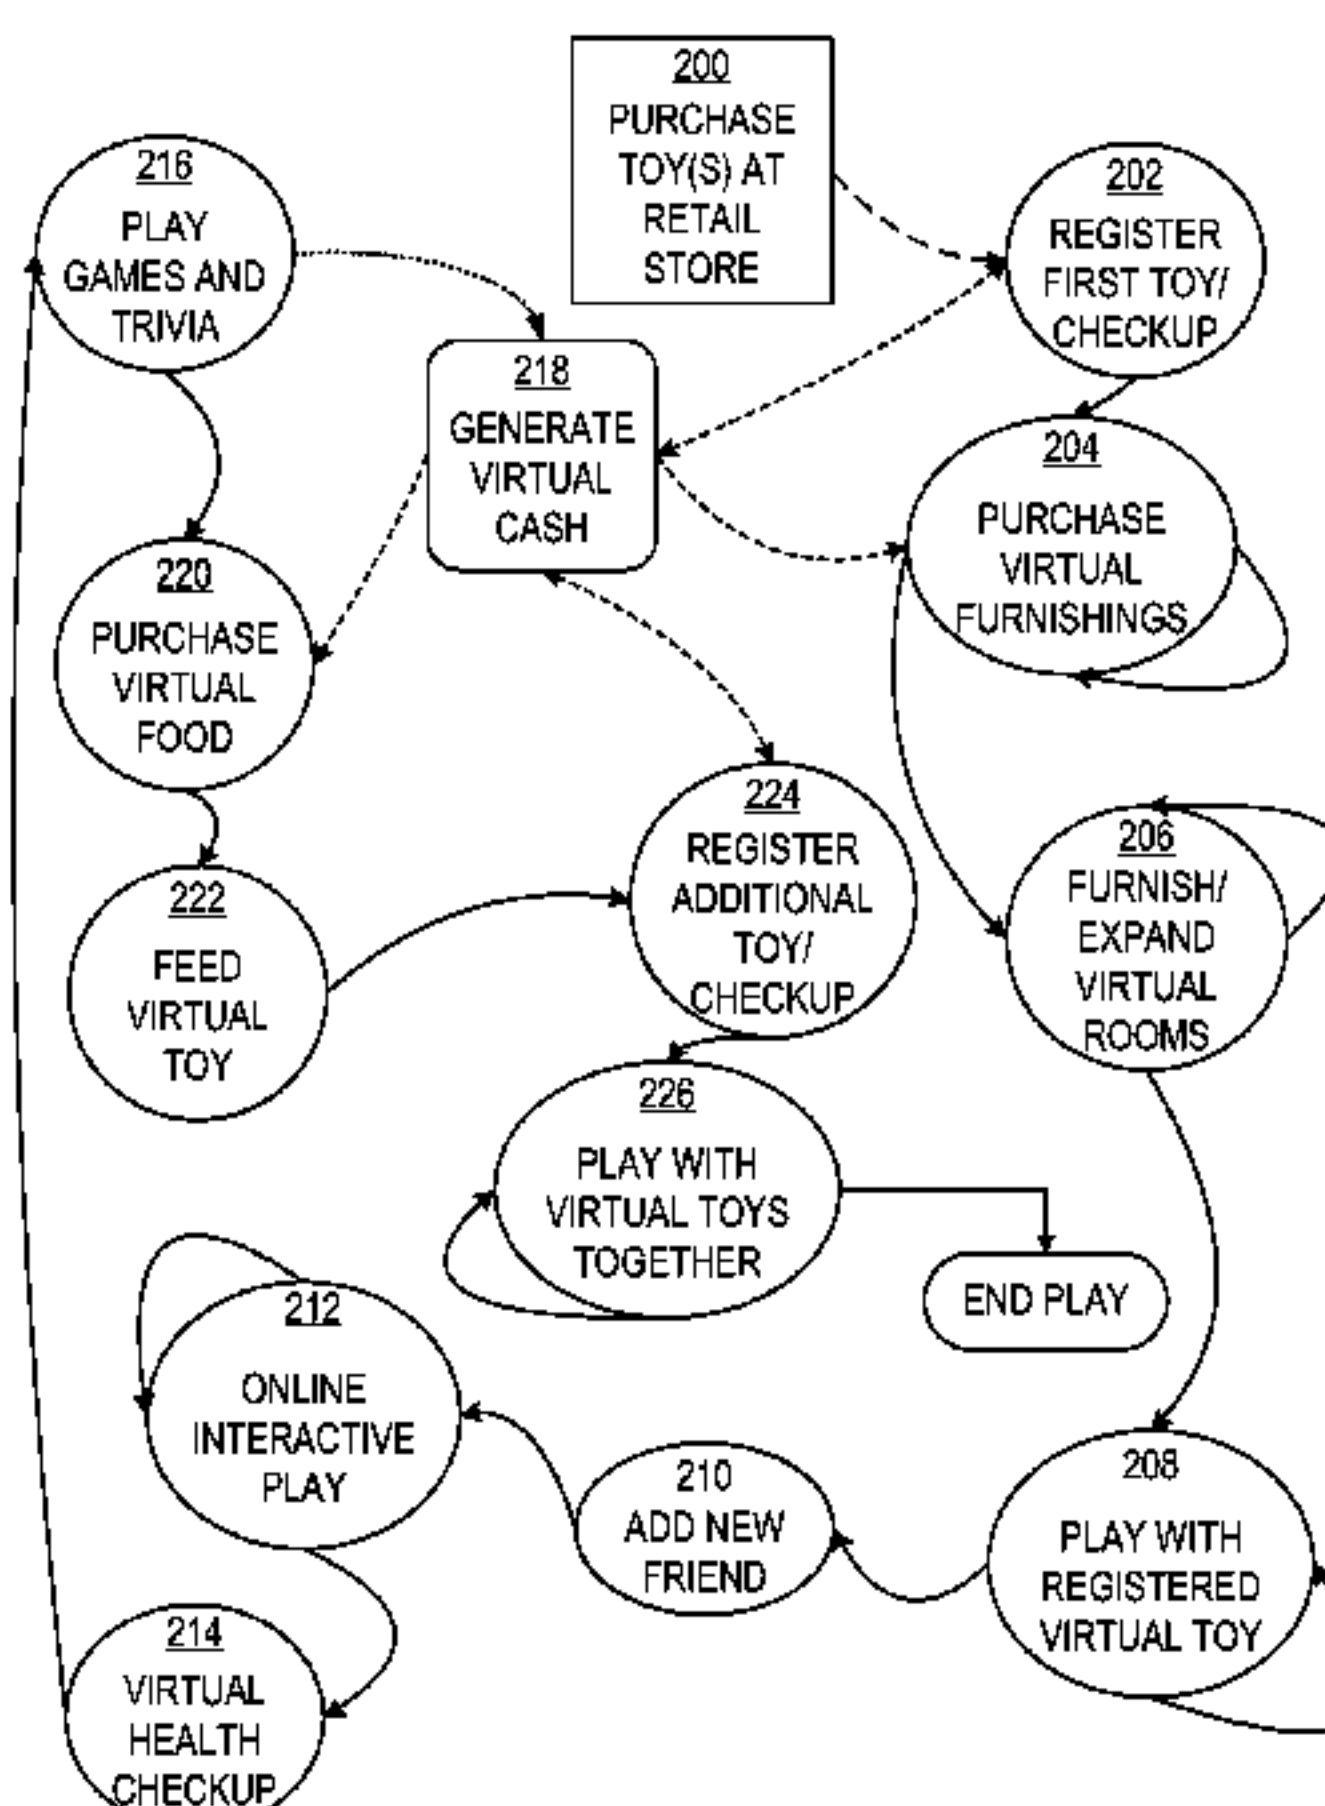 200
PURCHASE
TOY(S) AT
RETAIL
STORE
216
PLAY
GAMES AND
TRIVIA
202
REGISTER
FIRST TOY/
CHECKUP
218
GENERATE
VIRTUAL
CASH
204
PURCHASE
VIRTUAL
FURNISHINGS
220
PURCHASE
VIRTUAL
FOOD
224
REGISTER
ADDITIONAL
TOY/
CHECKUP
206
FURNISH/
EXPAND
VIRTUAL
ROOMS
222
FEED
VIRTUAL
TOY
226
PLAY WITH
VIRTUAL TOYS
TOGETHER
END PLAY
212
ONLINE
INTERACTIVE
PLAY
210
ADD NEW
FRIEND
208
PLAY WITH
REGISTERED
VIRTUAL TOY
214
VIRTUAL
HEALTH
CHECKUP